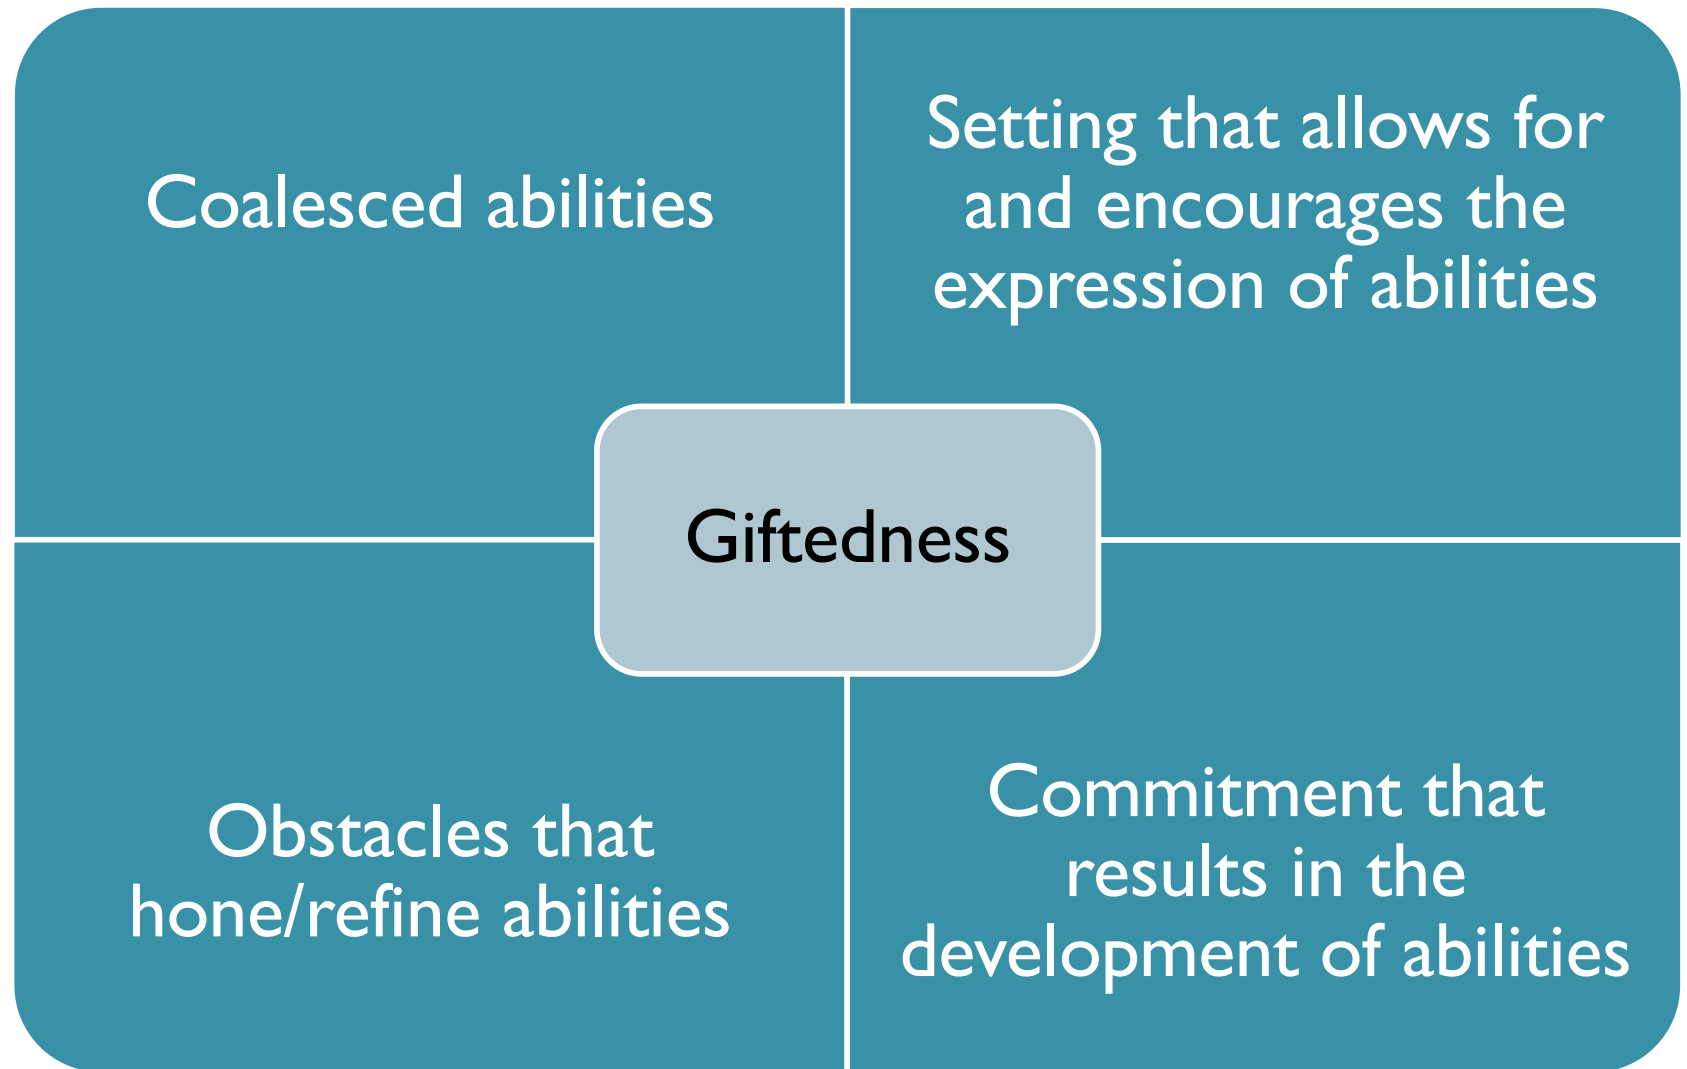 Coalesced abilities
Setting that allows for
and encourages the
expression of abilities
Giftedness
Obstacles that
hone/refine abilities
Commitment that
results in the
development of abilities